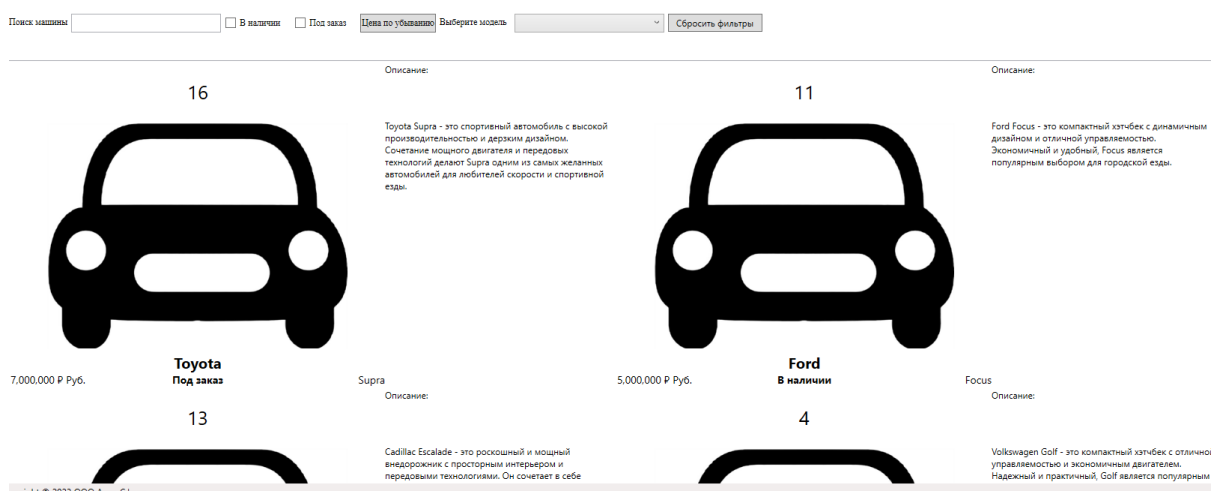 Поиск машины В наличии Под заказ Цена по убыванию Выберите модель Сбросить фильтры
16
Описание:
Toyota Supra - это спортивный автомобиль с высокой
производительностью и дерзким дизайном.
Сочетание мощного двигателя и передовых
технологий делают Supra одним из самых желанных
автомобилей для любителей скорости и спортивной
езды.
Toyota
7,000,000 ₽ Руб. Под заказ Supra
11
Описание:
Ford Focus - это компактный хэтчбек с динамичным
дизайном и отличной управляемостью.
Экономичный и удобный, Focus является
популярным выбором для городской езды.
Ford
5,000,000 ₽ Руб. В наличии Focus
13
Описание:
Cadillac Escalade - это роскошный и мощный
внедорожник с просторным интерьером и
передовыми технологиями. Он сочетает в себе
4
Описание:
Volkswagen Golf - это компактный хэтчбек с отличной
управляемостью и экономичным двигателем.
Надежный и практичный, Golf является популярным